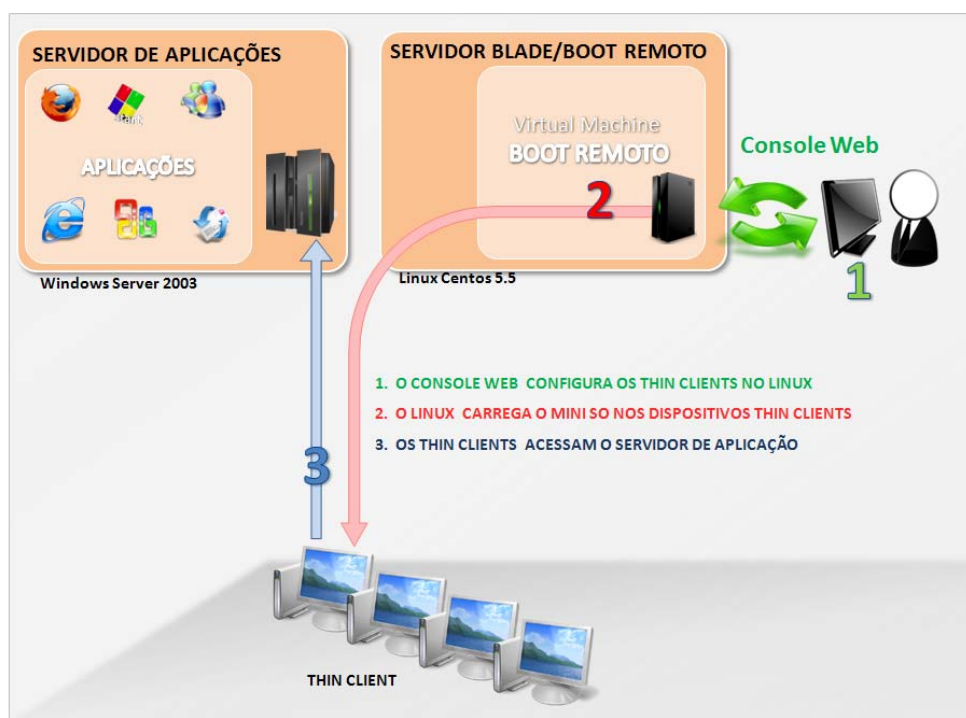 SERVIDOR DE APLICAÇÕES
APLICAÇÕES
Windows Server 2003
SERVIDOR BLADE/BOOT REMOTO
Virtual Machine
BOOT REMOTO
2
Linux Centos 5.5
Console Web
1
1. O CONSOLE WEB CONFIGURA OS THIN CLIENTS NO LINUX
2. O LINUX CARREGA O MINI SO NOS DISPOSITIVOS THIN CLIENTS
3. OS THIN CLIENTS ACESSAM O SERVIDOR DE APLICAÇÃO
3
THIN CLIENT